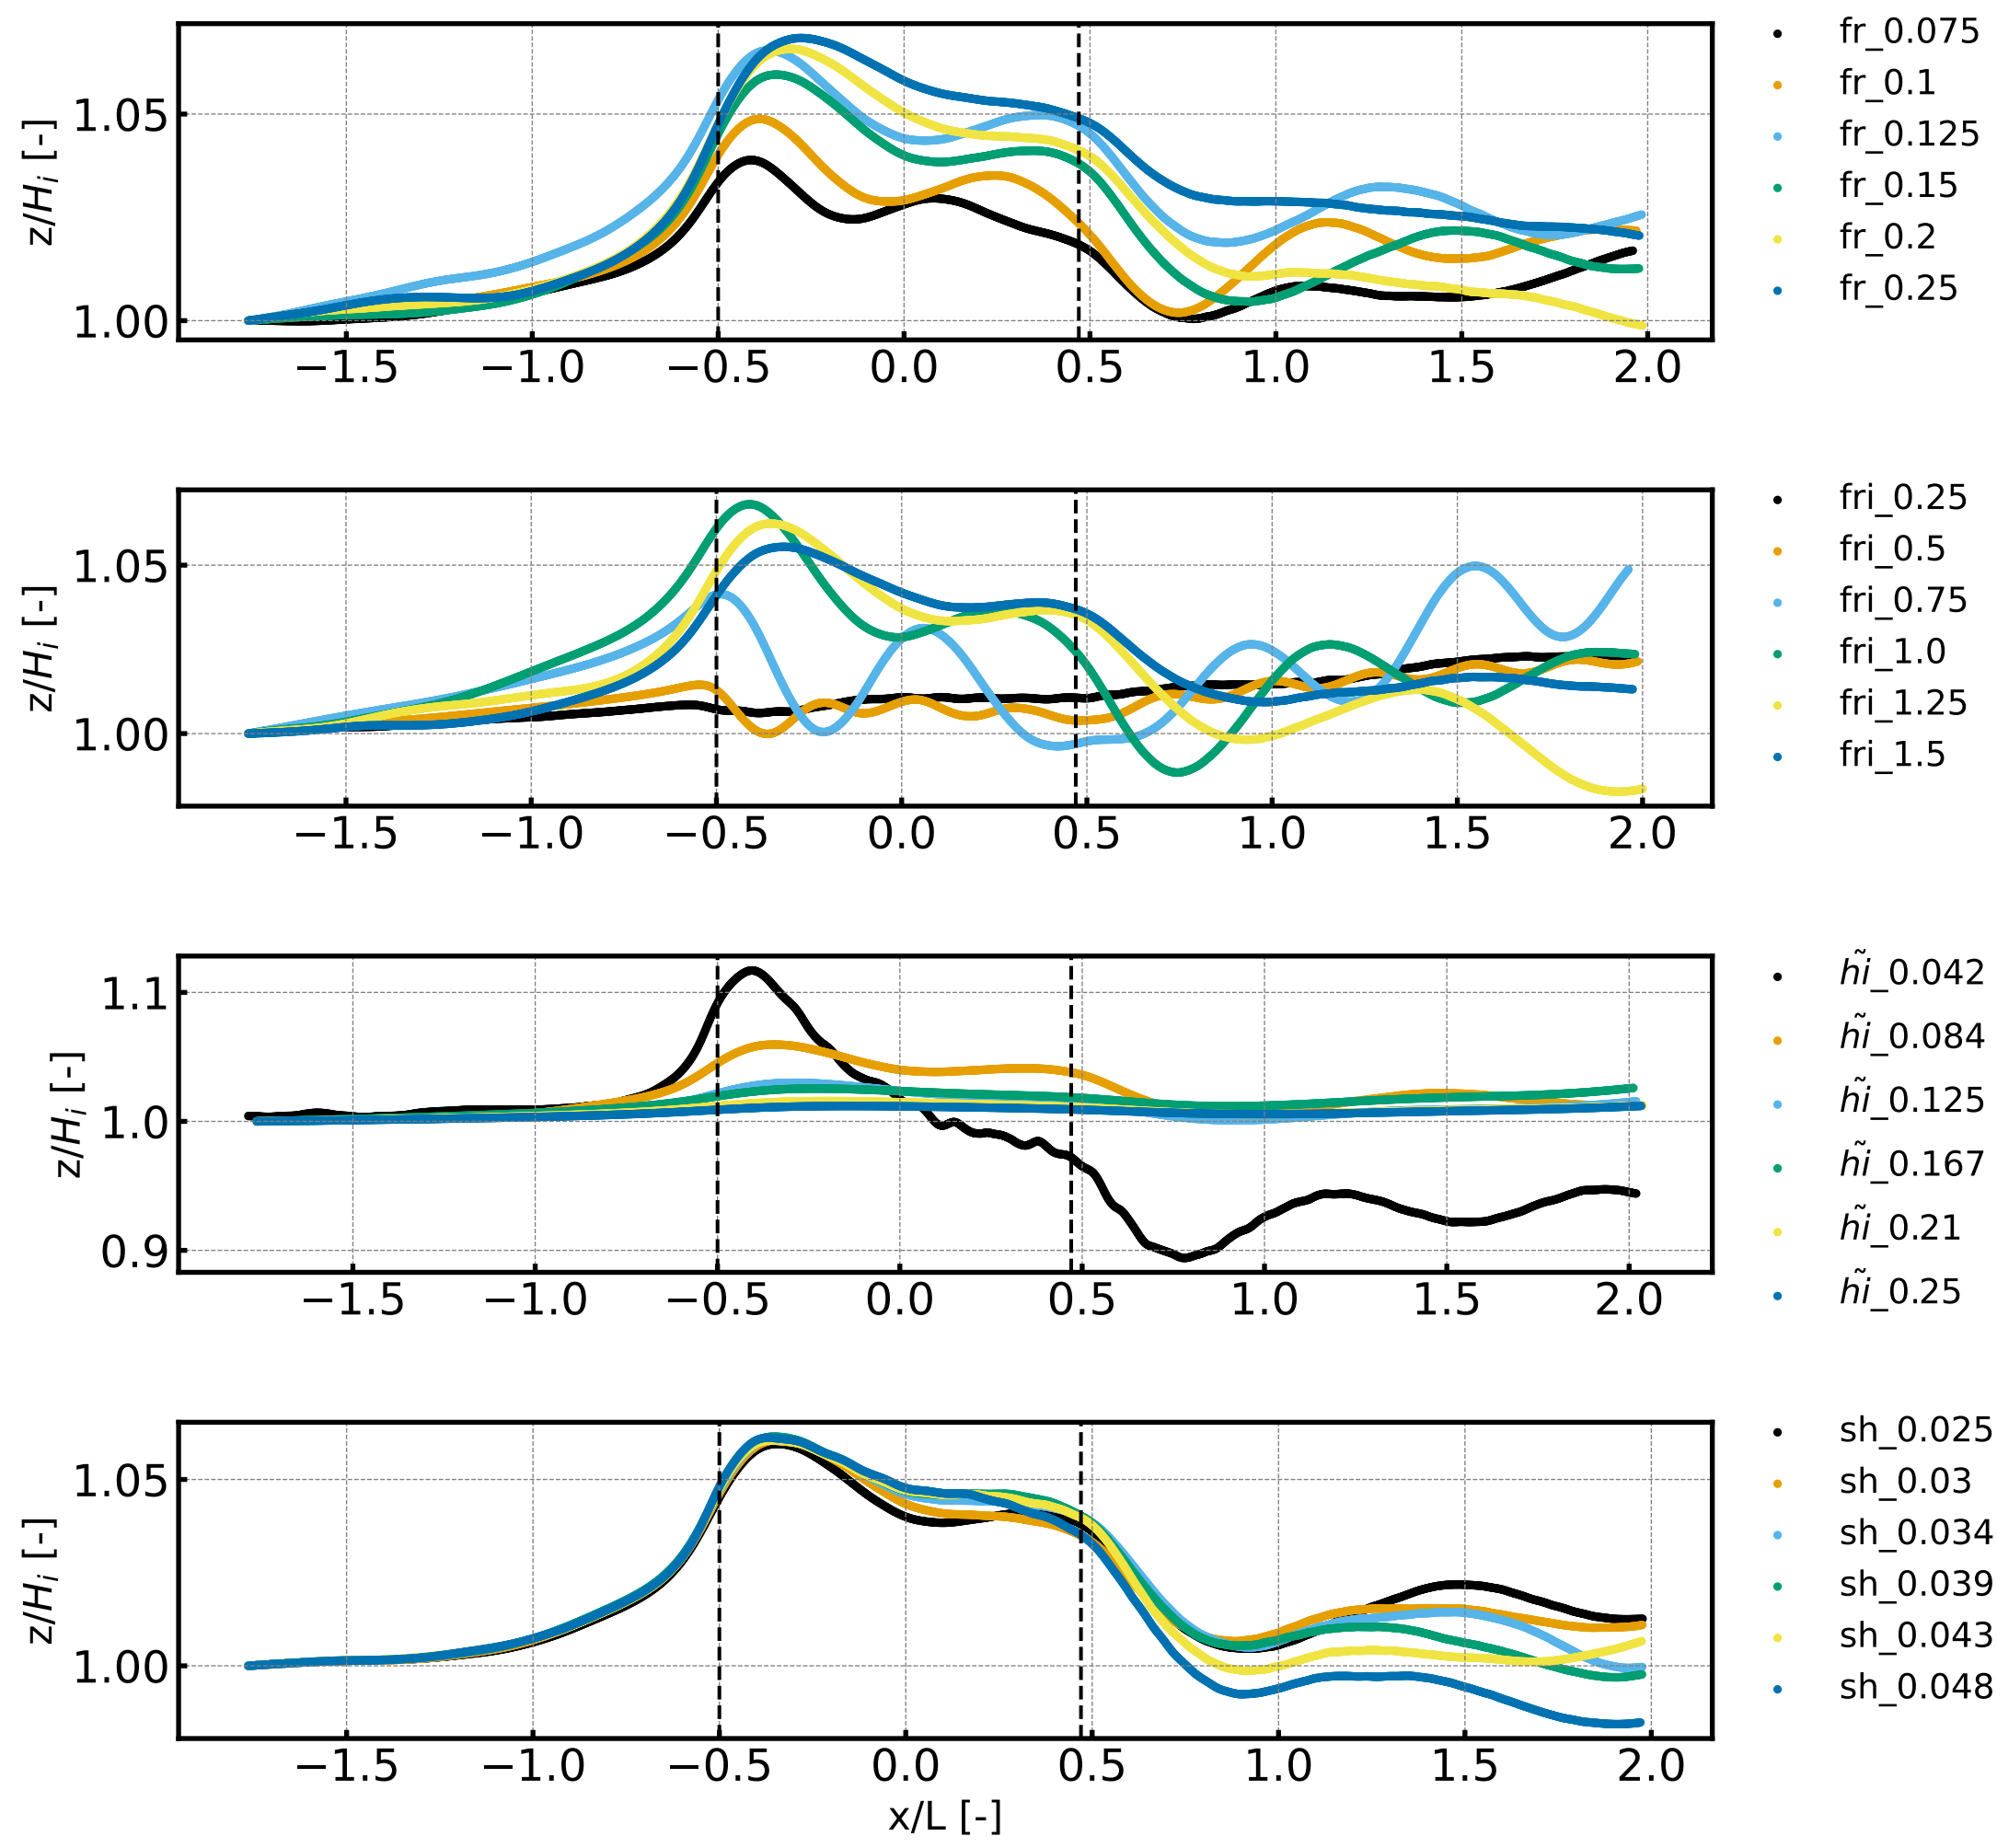 z/H_i [-]
1.05
1.00
−1.5 −1.0 −0.5 0.0 0.5 1.0 1.5 2.0
fr_0.075
fr_0.1
fr_0.125
fr_0.15
fr_0.2
fr_0.25
z/H_i [-]
1.05
1.00
−1.5 −1.0 −0.5 0.0 0.5 1.0 1.5 2.0
fri_0.25
fri_0.5
fri_0.75
fri_1.0
fri_1.25
fri_1.5
z/H_i [-]
1.1
1.0
0.9
−1.5 −1.0 −0.5 0.0 0.5 1.0 1.5 2.0
h̃i_0.042
h̃i_0.084
h̃i_0.125
h̃i_0.167
h̃i_0.21
h̃i_0.25
z/H_i [-]
1.05
1.00
−1.5 −1.0 −0.5 0.0 0.5 1.0 1.5 2.0
x/L [-]
sh_0.025
sh_0.03
sh_0.034
sh_0.039
sh_0.043
sh_0.048